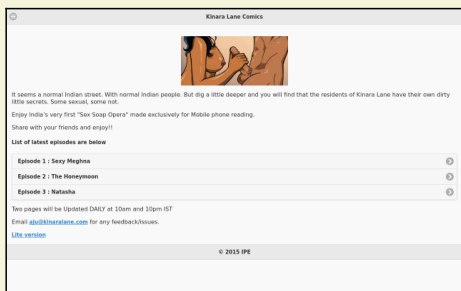 Kinara Lane Comics
It seems a normal Indian street. With normal Indian people. But dig a little deeper and you will find that the residents of Kinara Lane have their own dirty
little secrets. Some sexual, some not.
Enjoy India's very first "Sex Soap Opera" made exclusively for Mobile phone reading.
Share with your friends and enjoy!!
List of latest episodes are below
Episode 1 : Sexy Meghna
Episode 2 : The Honeymoon
Episode 3 : Natasha
Two pages will be Updated DAILY at 10am and 10pm IST
Email aju@kinaralane.com for any feedback/issues.
Lite version
© 2015 IPE